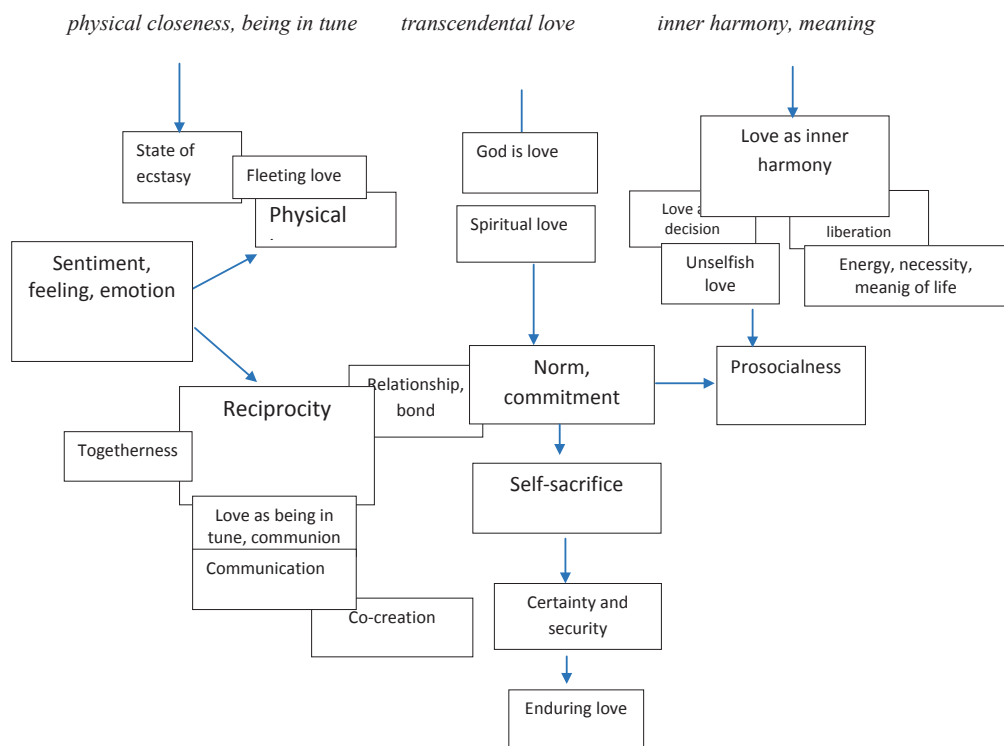 physical closeness, being in tune
transcendental love
inner harmony, meaning
State of
ecstasy
Fleeting love
Physical
God is love
Spiritual love
Love as inner
harmony
Love a
decision
liberation
Unselfish
love
Energy, necessity,
meanig of life
Sentiment,
feeling, emotion
Reciprocity
Relationship,
bond
Norm,
commitment
Prosocialness
Togetherness
Self-sacrifice
Love as being in
tune, communion
Communication
Co-creation
Certainty and
security
Enduring love